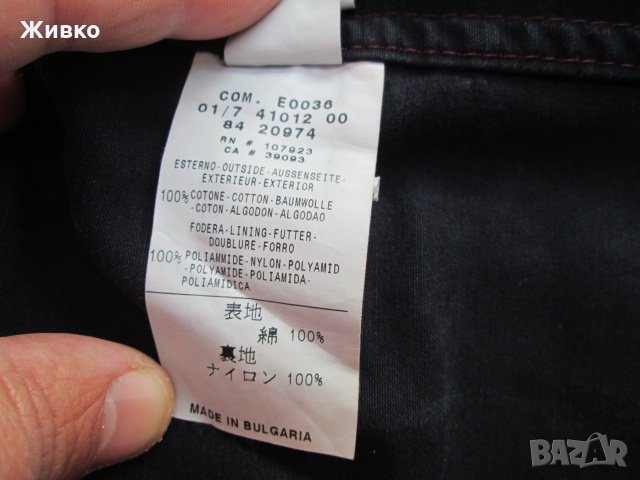 Живко
COM. E0036
01/7 41012 00
84 20974
RN # 107923
CA # 39093
ESTERNO-OUTSIDE-AUSSENSEITE-
EXTERIEUR-EXTERIOR
100% COTONE-COTTON-BAUMWOLLE
-COTON-ALGODON-ALGODAO
FODERA-LINING-FUTTER-
DOUBLURE-FORRO
100% POLIAMMIDE-NYLON-POLYAMID
-POLYAMIDE-POLIAMIDA-
POLIAMIDICA
表地
綿 100%
裏地
ナイロン 100%
MADE IN BULGARIA
BAZAR
bg